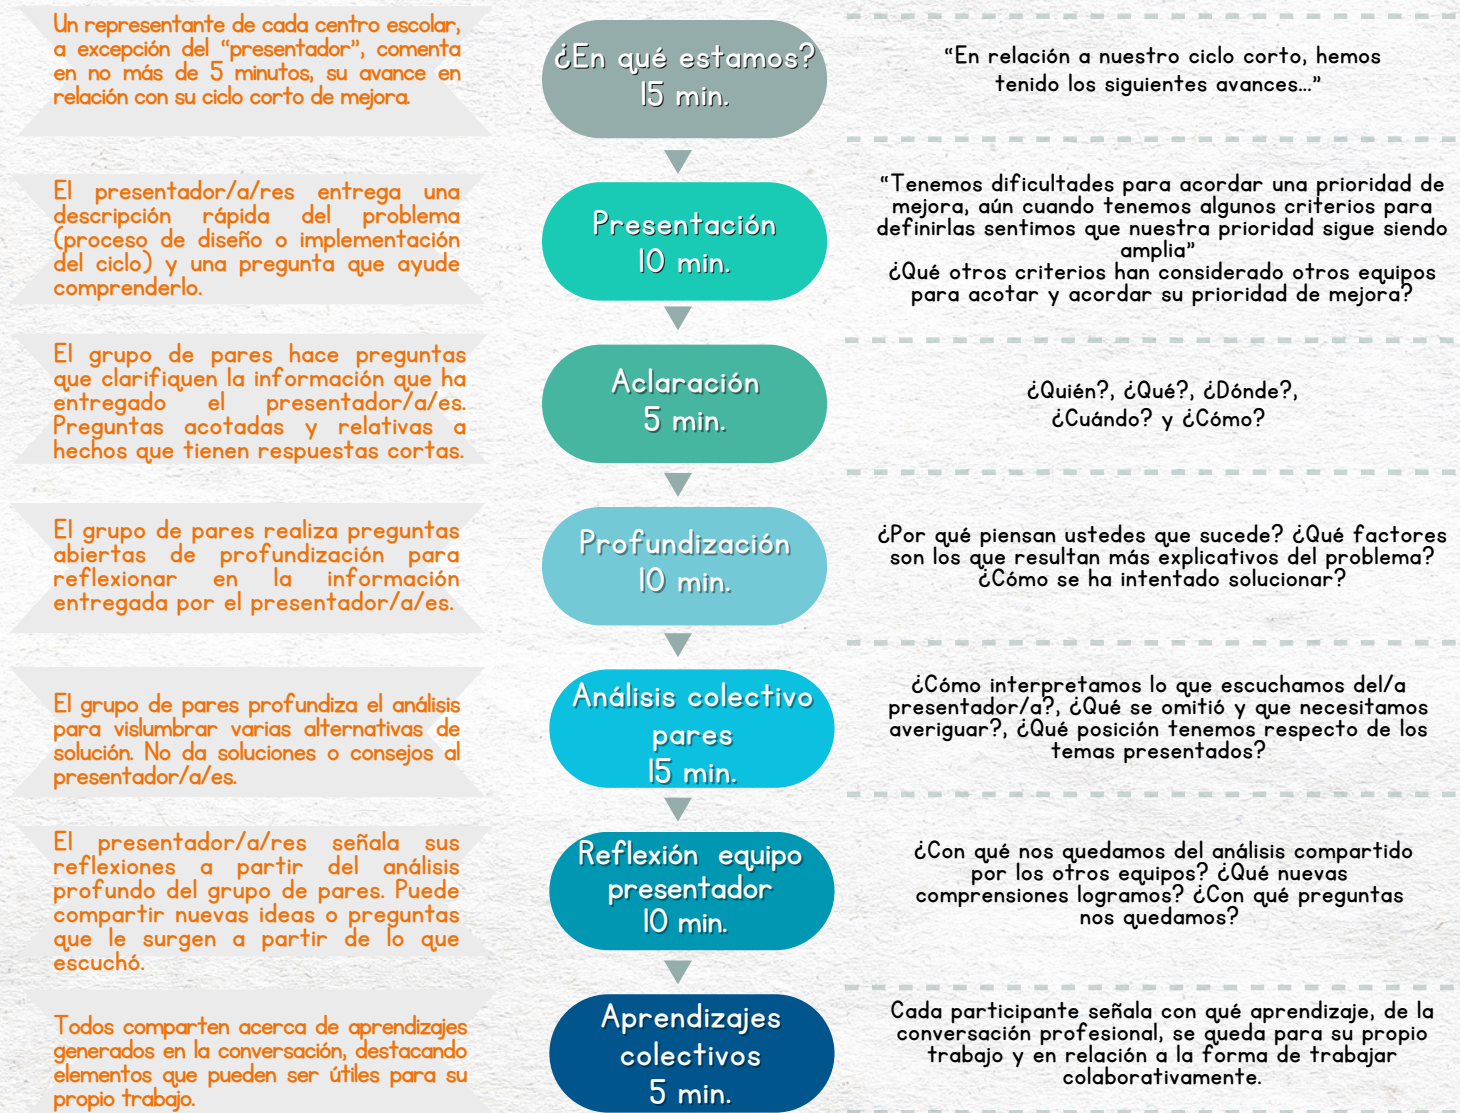 Un representante de cada centro escolar,
a excepción del “presentador”, comenta
en no más de 5 minutos, su avance en
relación con su ciclo corto de mejora.
¿En qué estamos?
15 min.
“En relación a nuestro ciclo corto, hemos
tenido los siguientes avances...”
El presentador/a/res entrega una
descripción rápida del problema
(proceso de diseño o implementación
del ciclo) y una pregunta que ayude
comprenderlo.
Presentación
10 min.
“Tenemos dificultades para acordar una prioridad de
mejora, aún cuando tenemos algunos criterios para
definirlas sentimos que nuestra prioridad sigue siendo
amplia”
¿Qué otros criterios han considerado otros equipos
para acotar y acordar su prioridad de mejora?
El grupo de pares hace preguntas
que clarifiquen la información que ha
entregado el presentador/a/es.
Preguntas acotadas y relativas a
hechos que tienen respuestas cortas.
Aclaración
5 min.
¿Quién?, ¿Qué?, ¿Dónde?,
¿Cuándo? y ¿Cómo?
El grupo de pares realiza preguntas
abiertas de profundización para
reflexionar en la información
entregada por el presentador/a/es.
Profundización
10 min.
¿Por qué piensan ustedes que sucede? ¿Qué factores
son los que resultan más explicativos del problema?
¿Cómo se ha intentado solucionar?
El grupo de pares profundiza el análisis
para vislumbrar varias alternativas de
solución. No da soluciones o consejos al
presentador/a/es.
Análisis colectivo
pares
15 min.
¿Cómo interpretamos lo que escuchamos del/a
presentador/a?, ¿Qué se omitió y que necesitamos
averiguar?, ¿Qué posición tenemos respecto de los
temas presentados?
El presentador/a/res señala sus
reflexiones a partir del análisis
profundo del grupo de pares. Puede
compartir nuevas ideas o preguntas
que le surgen a partir de lo que
escuchó.
Reflexión equipo
presentador
10 min.
¿Con qué nos quedamos del análisis compartido
por los otros equipos? ¿Qué nuevas
comprensiones logramos? ¿Con qué preguntas
nos quedamos?
Todos comparten acerca de aprendizajes
generados en la conversación, destacando
elementos que pueden ser útiles para su
propio trabajo.
Aprendizajes
colectivos
5 min.
Cada participante señala con qué aprendizaje, de la
conversación profesional, se queda para su propio
trabajo y en relación a la forma de trabajar
colaborativamente.